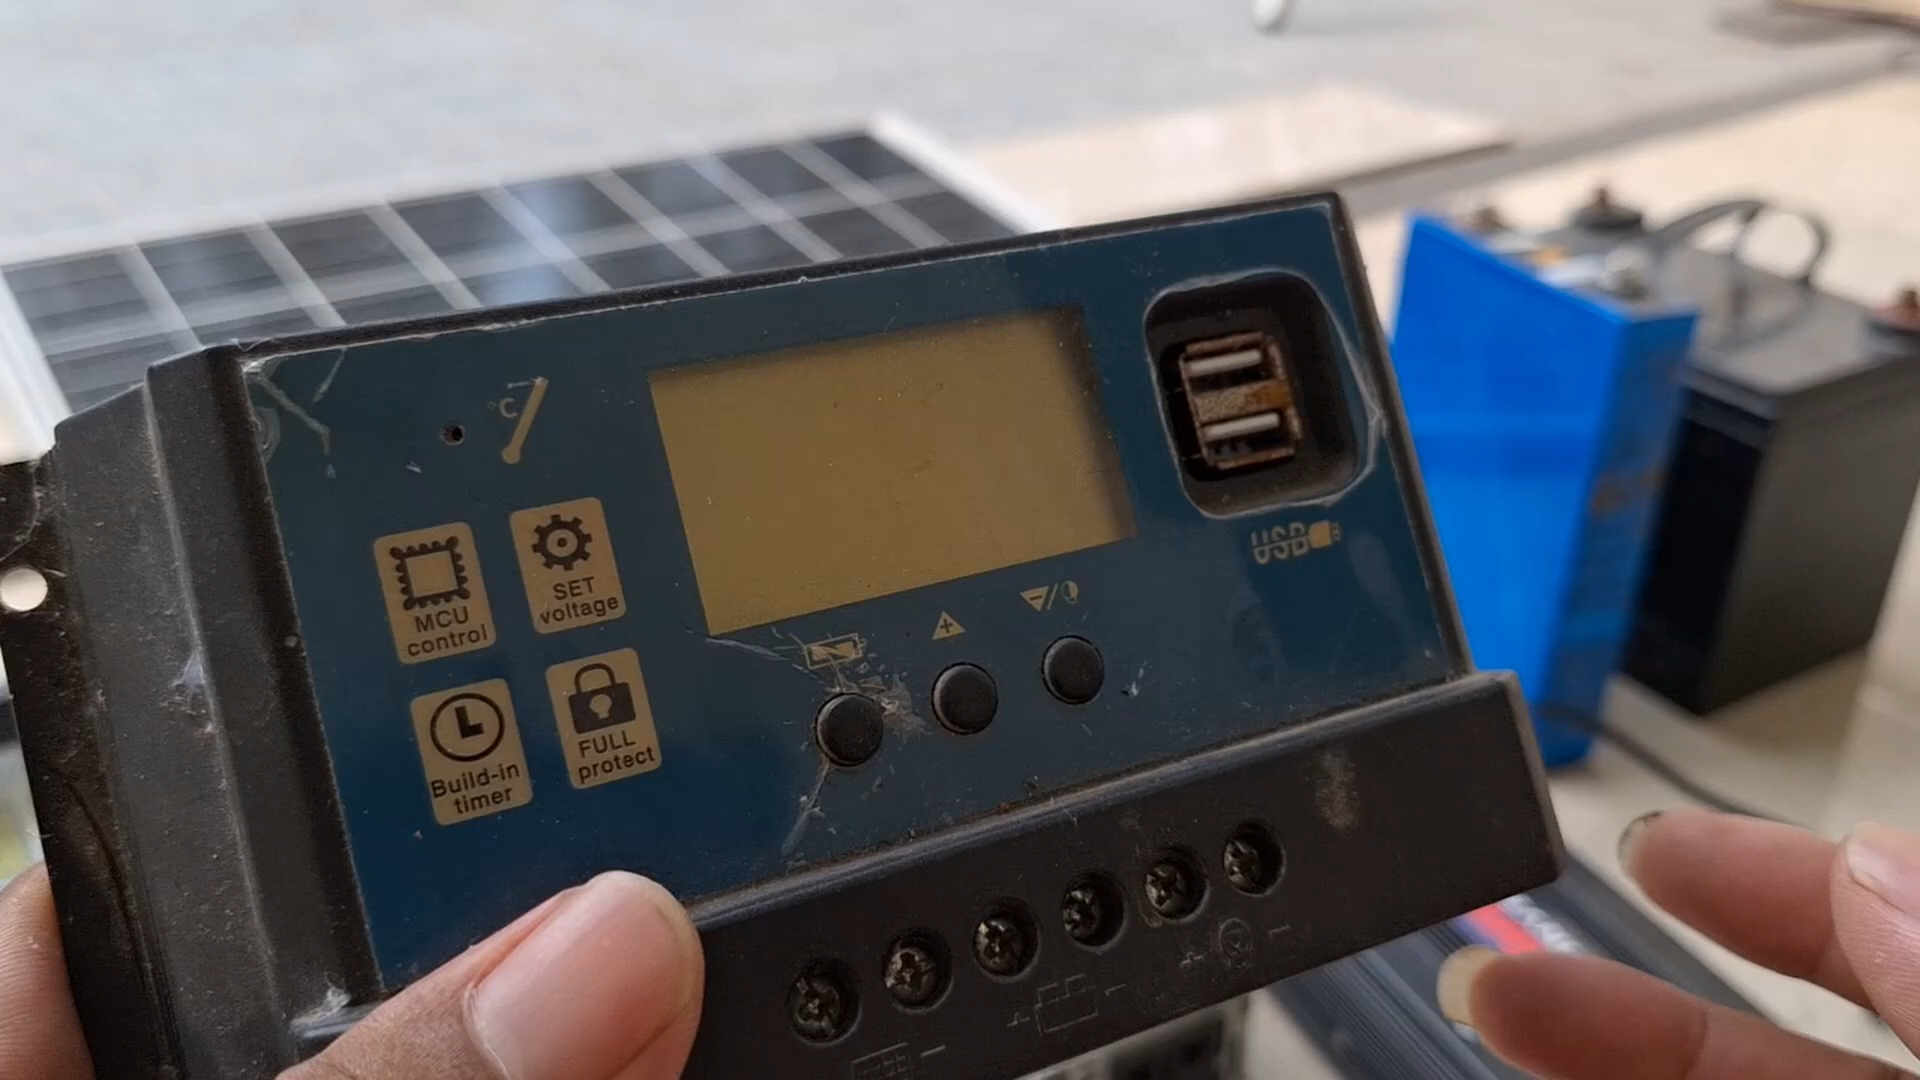 °C
MCU
control
SET
voltage
Build-in
timer
FULL
protect
USB